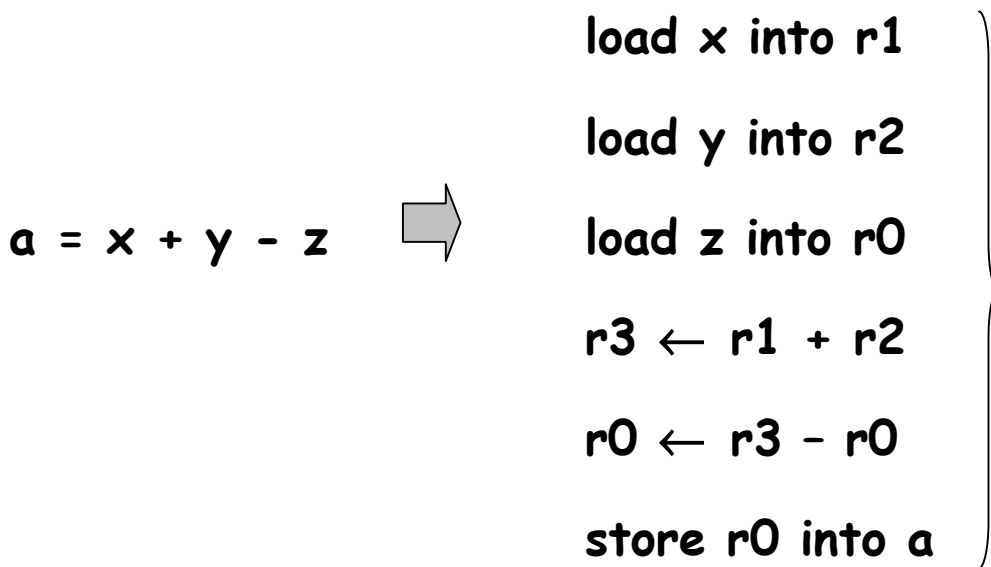 a = x + y - z
load x into r1
load y into r2
load z into r0
r3 ← r1 + r2
r0 ← r3 - r0
store r0 into a